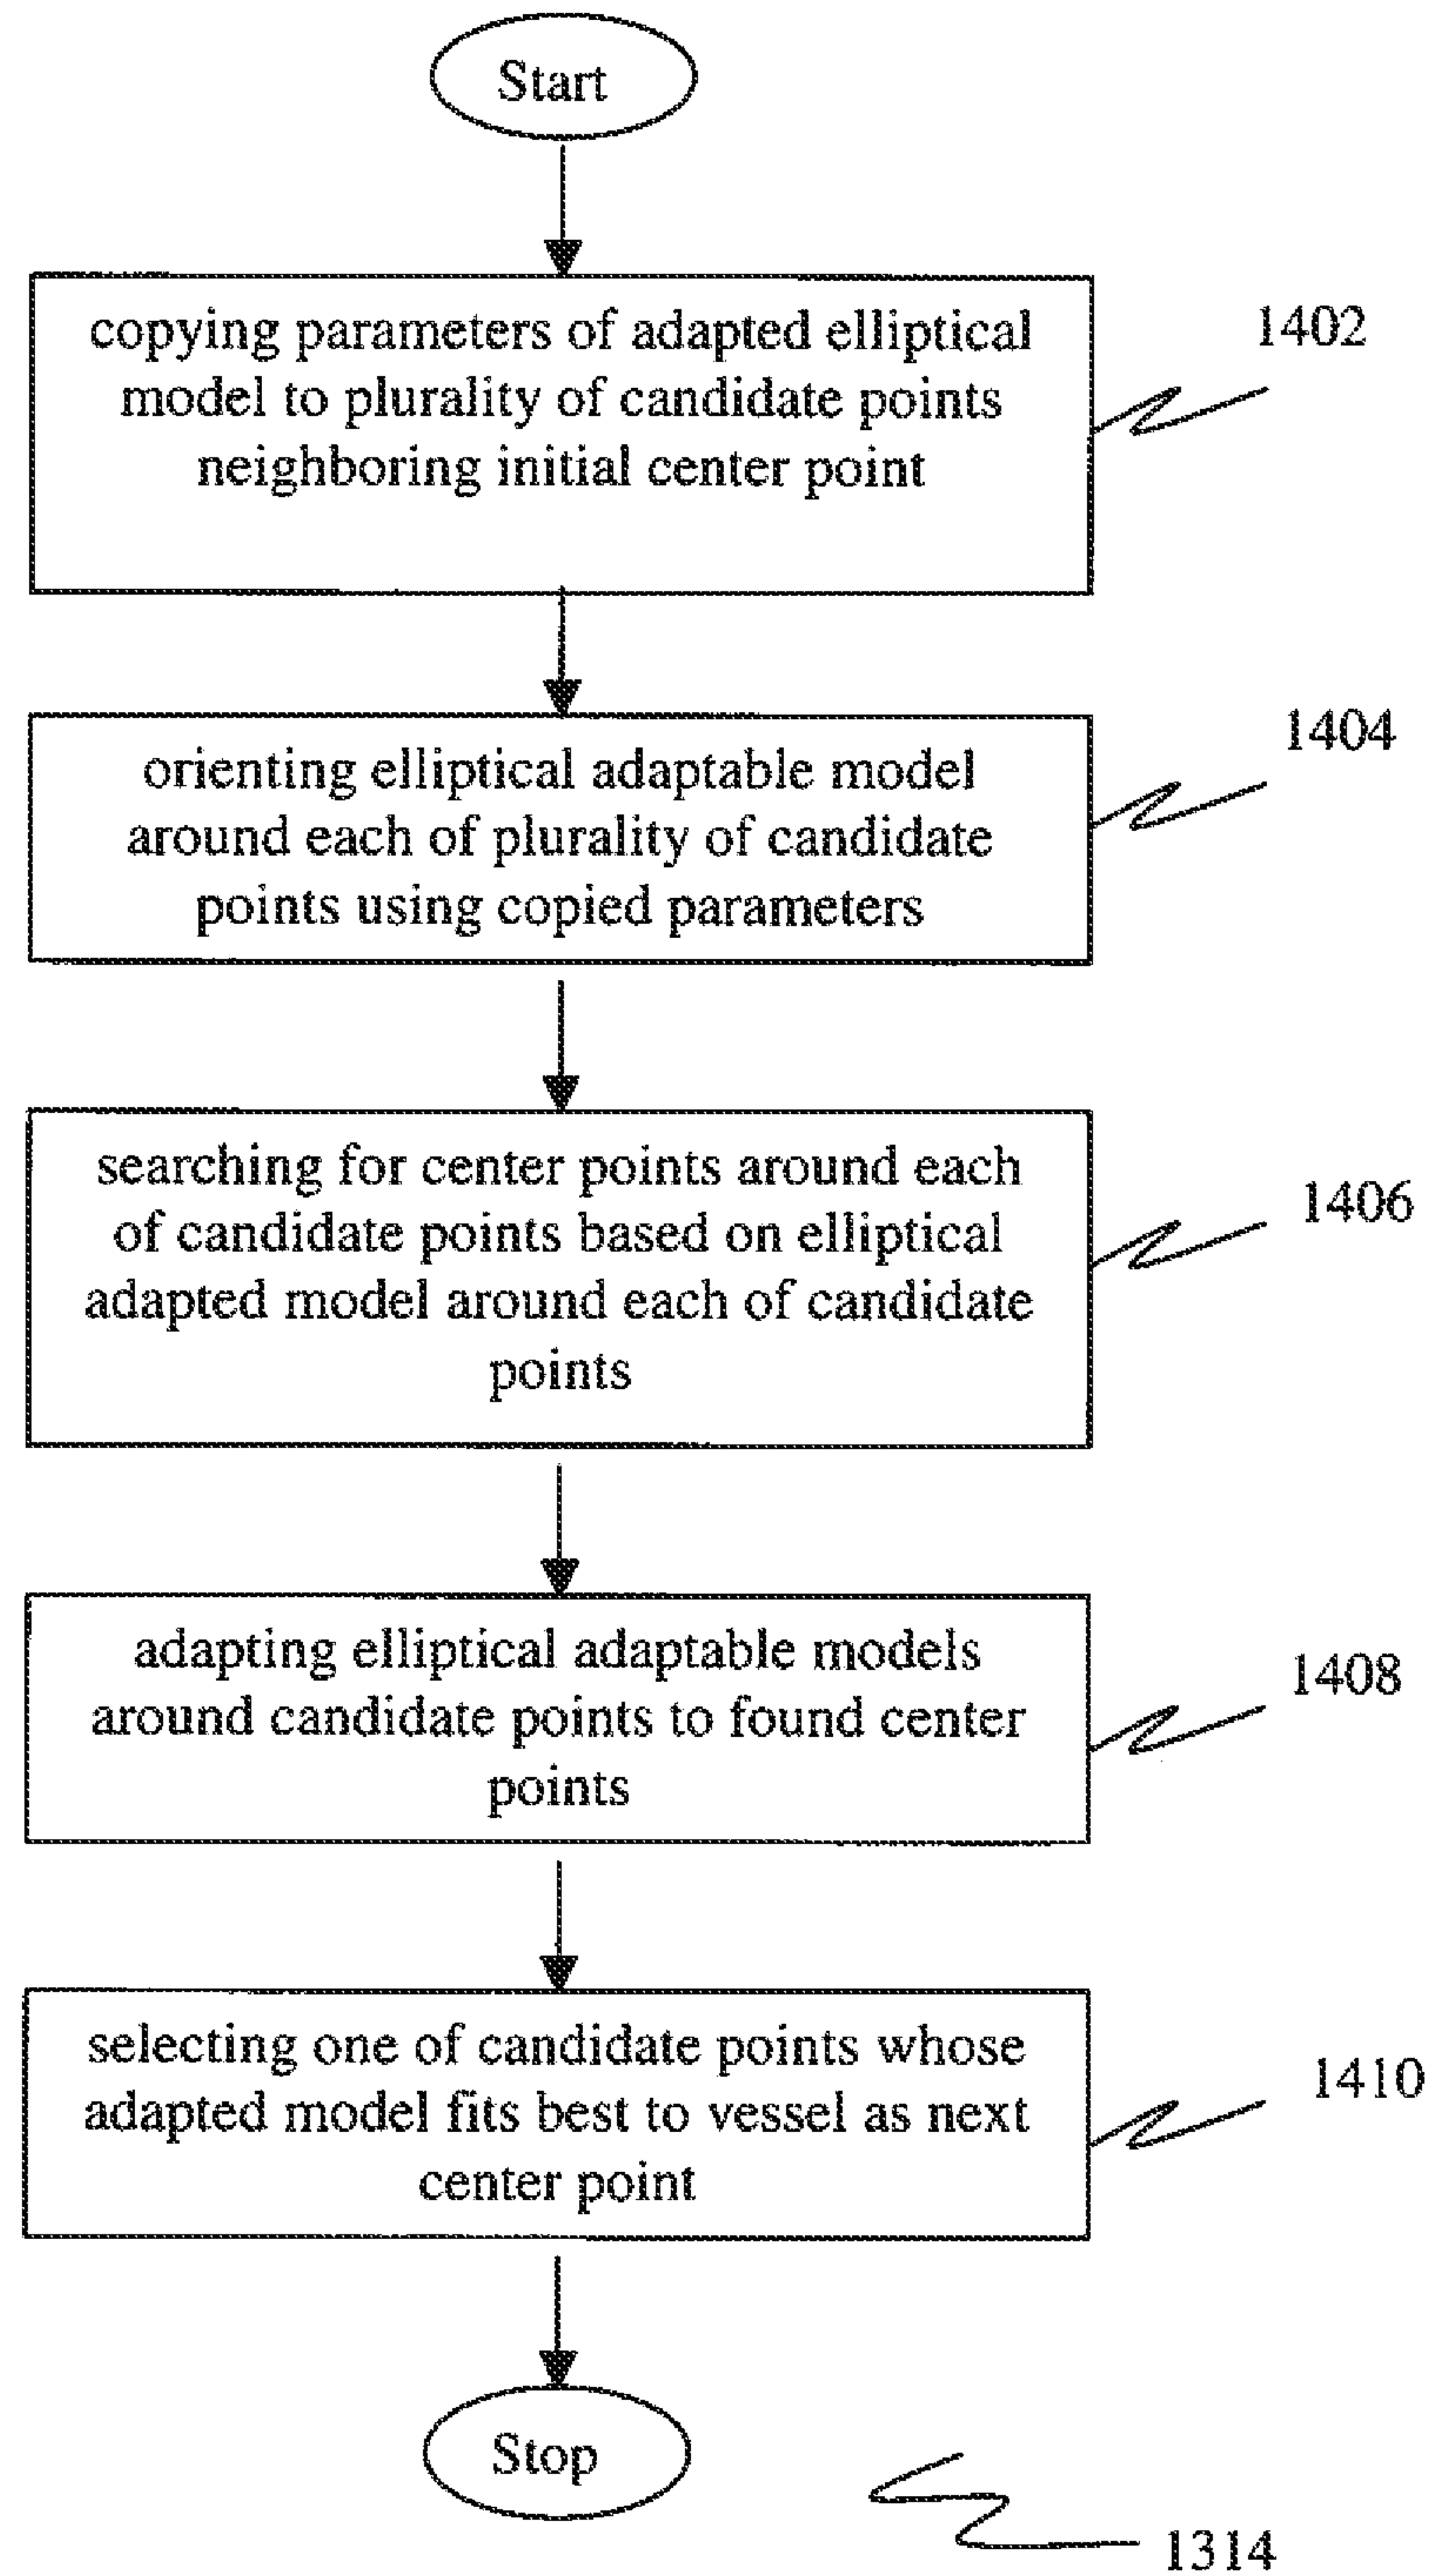 Start
copying parameters of adapted elliptical
model to plurality of candidate points
neighboring initial center point
1402
orienting elliptical adaptable model
around each of plurality of candidate
points using copied parameters
1404
searching for center points around each
of candidate points based on elliptical
adapted model around each of candidate
points
1406
adapting elliptical adaptable models
around candidate points to found center
points
1408
selecting one of candidate points whose
adapted model fits best to vessel as next
center point
1410
Stop
1314